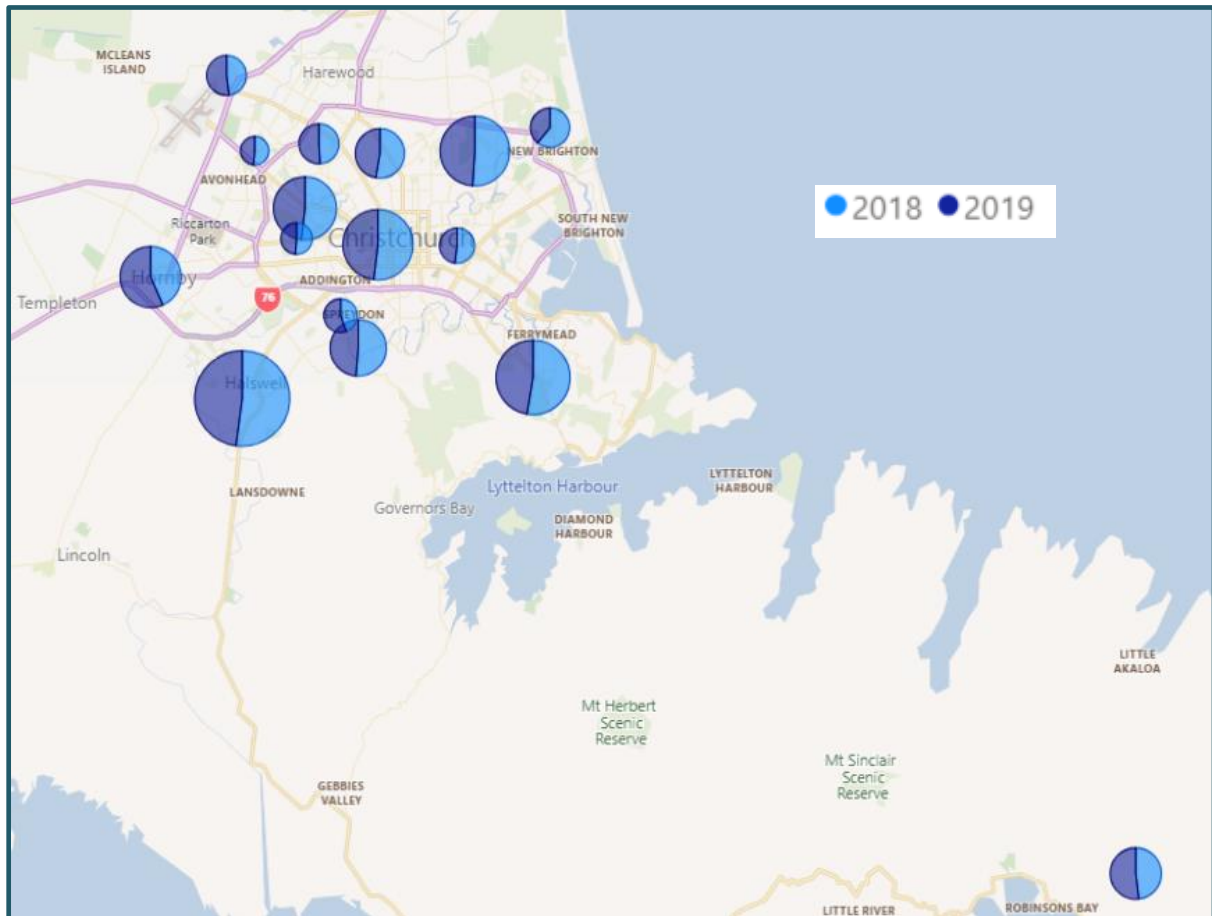 MCLEANS
ISLAND
Harewood
NEW BRIGHTON
AVONHEAD
2018 2019
Riccarton
Park
SOUTH NEW
BRIGHTON
Christchurch
Hornby
ADDINGTON
Templeton
76
SPREYDON
FERRYMEAD
Halswell
LYTTELTON
HARBOUR
Lyttelton Harbour
LANSDOWNE
Governors Bay
DIAMOND
HARBOUR
Lincoln
LITTLE
AKALOA
Mt Herbert
Scenic
Reserve
Mt Sinclair
Scenic
Reserve
GEBBIES
VALLEY
LITTLE RIVER
ROBINSONS BAY